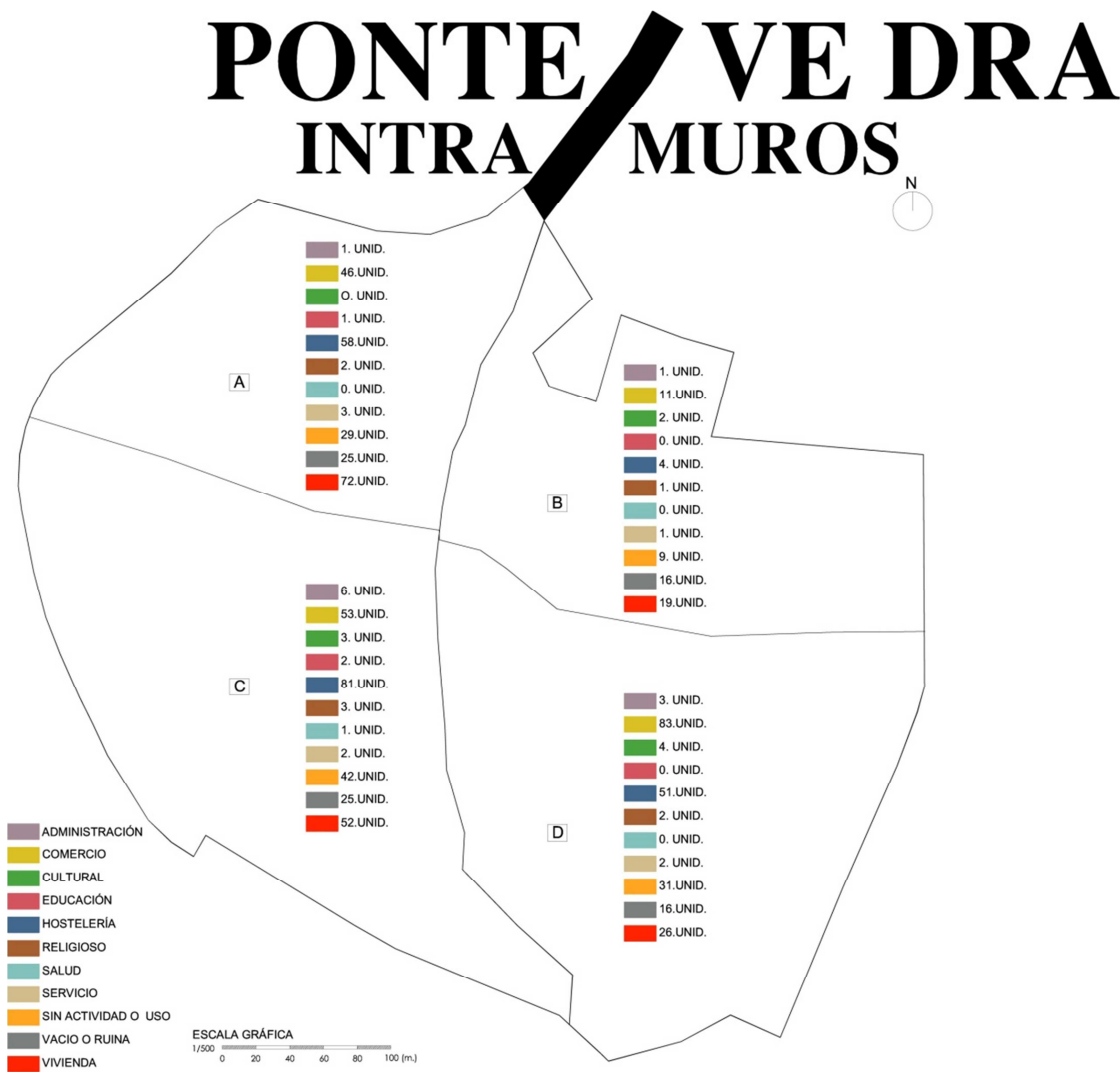 PONTE VE DRA
INTRA MUROS
N
A
1. UNID.
46.UNID.
O. UNID.
1. UNID.
58.UNID.
2. UNID.
0. UNID.
3. UNID.
29.UNID.
25.UNID.
72.UNID.
B
1. UNID.
11.UNID.
2. UNID.
0. UNID.
4. UNID.
1. UNID.
0. UNID.
1. UNID.
9. UNID.
16.UNID.
19.UNID.
C
6. UNID.
53.UNID.
3. UNID.
2. UNID.
81.UNID.
3. UNID.
1. UNID.
2. UNID.
42.UNID.
25.UNID.
52.UNID.
D
3. UNID.
83.UNID.
4. UNID.
0. UNID.
51.UNID.
2. UNID.
0. UNID.
2. UNID.
31.UNID.
16.UNID.
26.UNID.
ADMINISTRACIÓN
COMERCIO
CULTURAL
EDUCACIÓN
HOSTELERÍA
RELIGIOSO
SALUD
SERVICIO
SIN ACTIVIDAD O USO
VACIO O RUINA
VIVIENDA
ESCALA GRÁFICA
1/500
0 20 40 60 80 100 (m.)